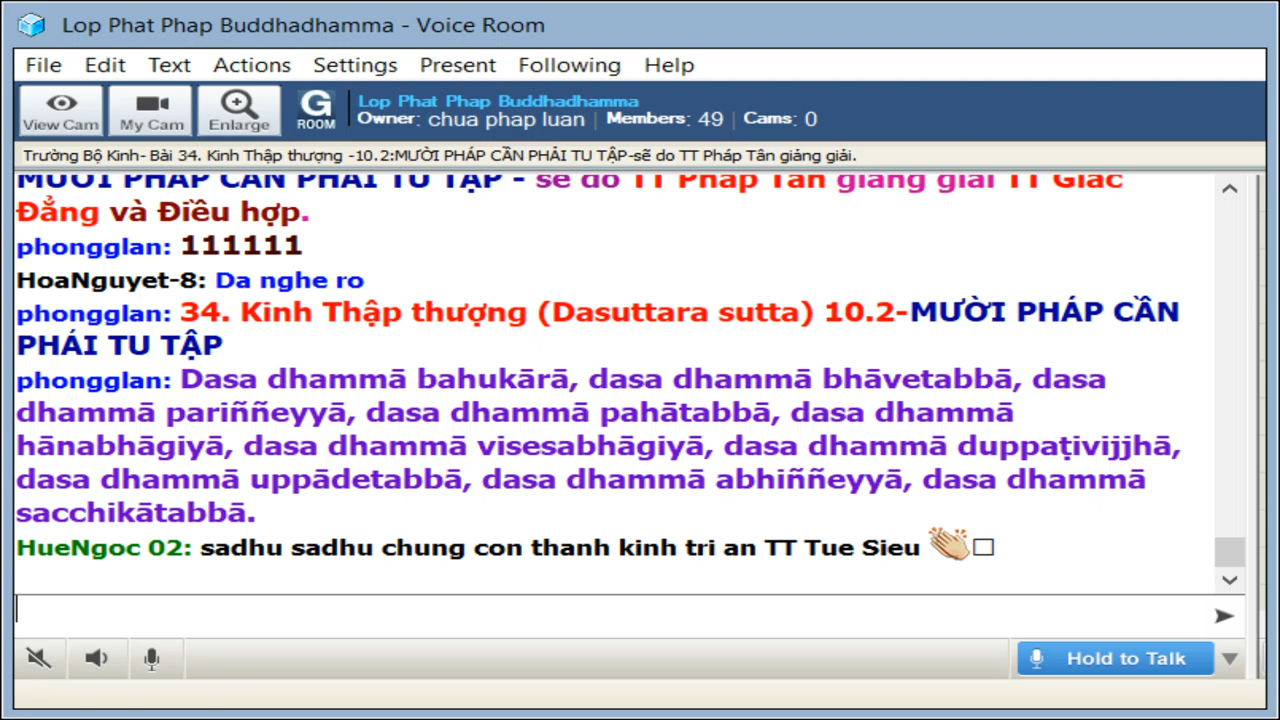 Lop Phat Phap Buddhadhamma - Voice Room
File Edit Text Actions Settings Present Following Help
View Cam My Cam Enlarge G ROOM Lop Phat Phap Buddhadhamma
Owner: chua phap luan | Members: 49 | Cams: 0
Trường Bộ Kinh- Bài 34. Kinh Thập thượng -10.2:MƯỜI PHÁP CẦN PHẢI TU TẬP-sẽ do TT Pháp Tân giảng giải.
MƯỜI PHÁP CẦN PHẢI TU TẬP - sẽ do TT Pháp Tân giảng giải TT Giác
Đẳng và Điều hợp.
phongglan: 111111
HoaNguyet-8: Da nghe ro
phongglan: 34. Kinh Thập thượng (Dasuttara sutta) 10.2-MƯỜI PHÁP CẦN
PHÁI TU TẬP
phongglan: Dasa dhammā bahukārā, dasa dhammā bhāvetabbā, dasa
dhammā pariññeyyā, dasa dhammā pahātabbā, dasa dhammā
hānabhāgiyā, dasa dhammā visesabhāgiyā, dasa dhammā duppaṭivijjhā,
dasa dhammā uppādetabbā, dasa dhammā abhiññeyyā, dasa dhammā
sacchikātabbā.
HueNgoc 02: sadhu sadhu chung con thanh kinh tri an TT Tue Sieu 👏□
Hold to Talk